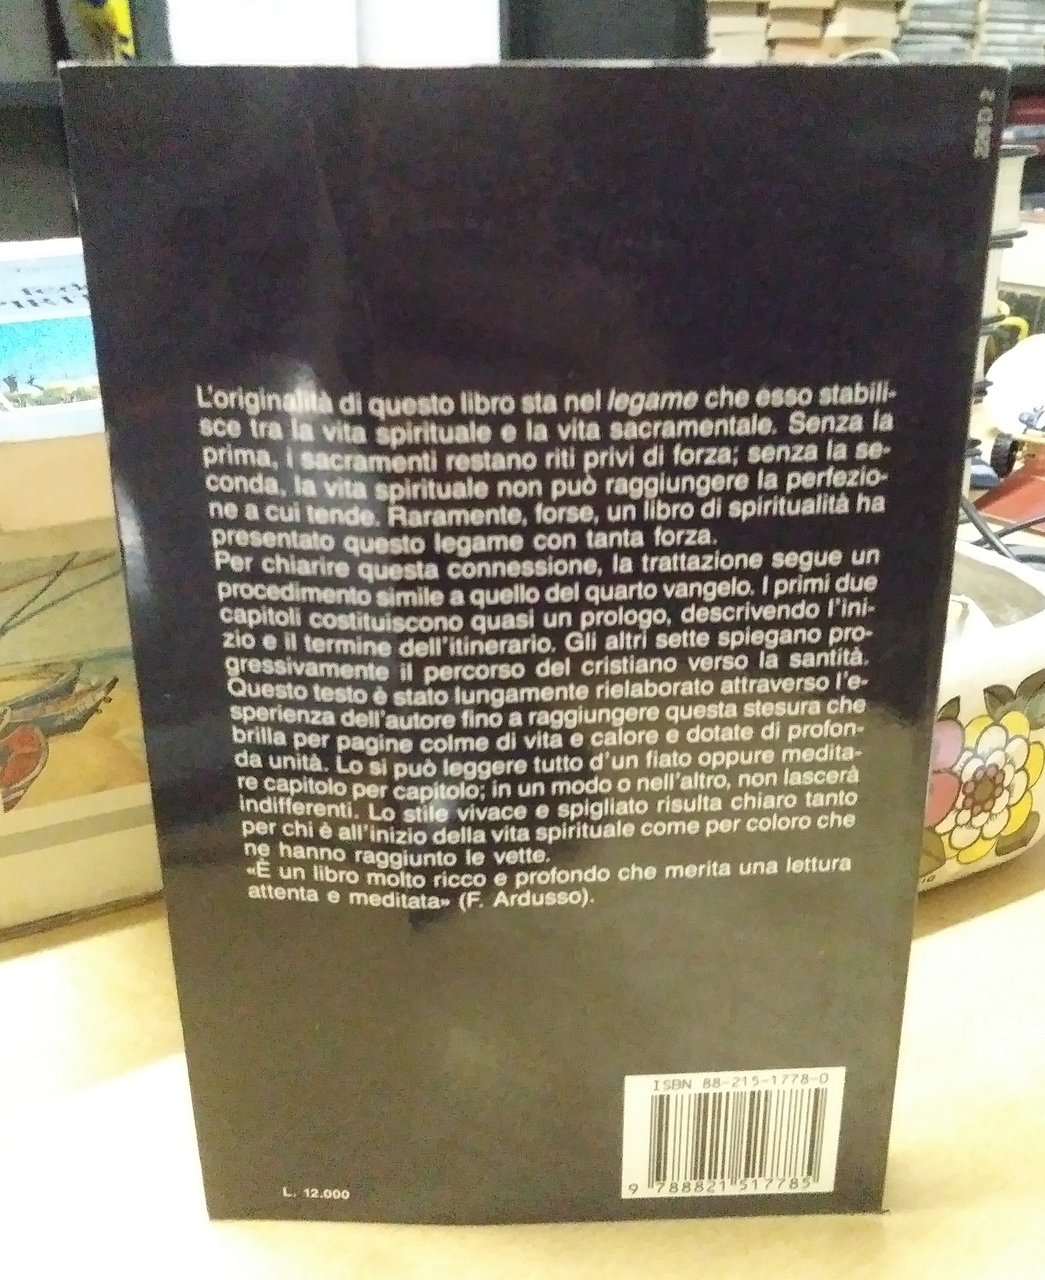 L'originalità di questo libro sta nel legame che esso stabili-
sce tra la vita spirituale e la vita sacramentale. Senza la
prima, i sacramenti restano riti privi di forza; senza la se-
conda, la vita spirituale non può raggiungere la perfezio-
ne a cui tende. Raramente, forse, un libro di spiritualità ha
presentato questo legame con tanta forza.
Per chiarire questa connessione, la trattazione segue un
procedimento simile a quello del quarto vangelo. I primi due
capitoli costituiscono quasi un prologo, descrivendo l'ini-
zio e il termine dell'itinerario. Gli altri sette spiegano pro-
gressivamente il percorso del cristiano verso la santità.
Questo testo è stato lungamente rielaborato attraverso l'e-
sperienza dell'autore fino a raggiungere questa stesura che
brilla per pagine colme di vita e calore e dotate di profon-
da unità. Lo si può leggere tutto d'un fiato oppure medita-
re capitolo per capitolo; in un modo o nell'altro, non lascerà
indifferenti. Lo stile vivace e spigliato risulta chiaro tanto
per chi è all'inizio della vita spirituale come per coloro che
ne hanno raggiunto le vette.
«È un libro molto ricco e profondo che merita una lettura
attenta e meditata» (F. Ardusso).
ISBN 88-215-1778-0
9 788821 517785
L. 12.000